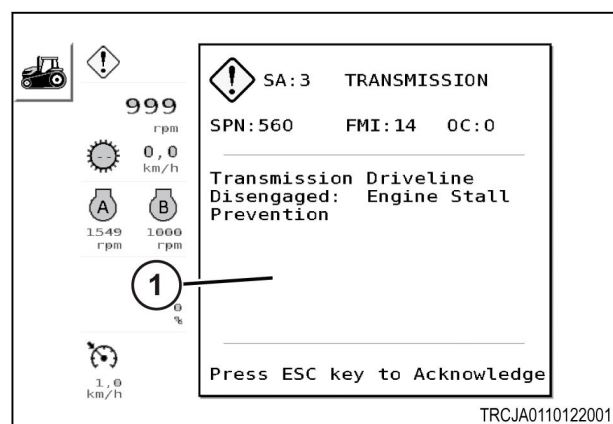 SA:3 TRANSMISSION
SPN:560 FMI:14 OC:0
Transmission Driveline
Disengaged: Engine Stall
Prevention
Press ESC key to Acknowledge
999
rpm
--
0,0
km/h
A
B
1549
rpm
1000
rpm
1
0
%
1,0
km/h
TRCJA0110122001